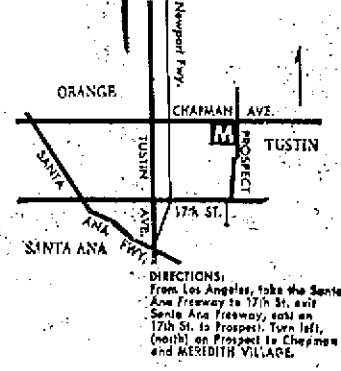 Newport Fwy.
ORANGE
CHAPMAN AVE.
M
TUSTIN AVE.
PROSPECT
TUSTIN
SANTA ANA FWY.
17th ST.
SANTA ANA
DIRECTIONS:
From Los Angeles, take the Santa
Ana Freeway to 17th St. exit
Santa Ana Freeway, east on
17th St. to Prospect. Turn left,
(north) on Prospect to Chapman
and MEREDITH VILLAGE.